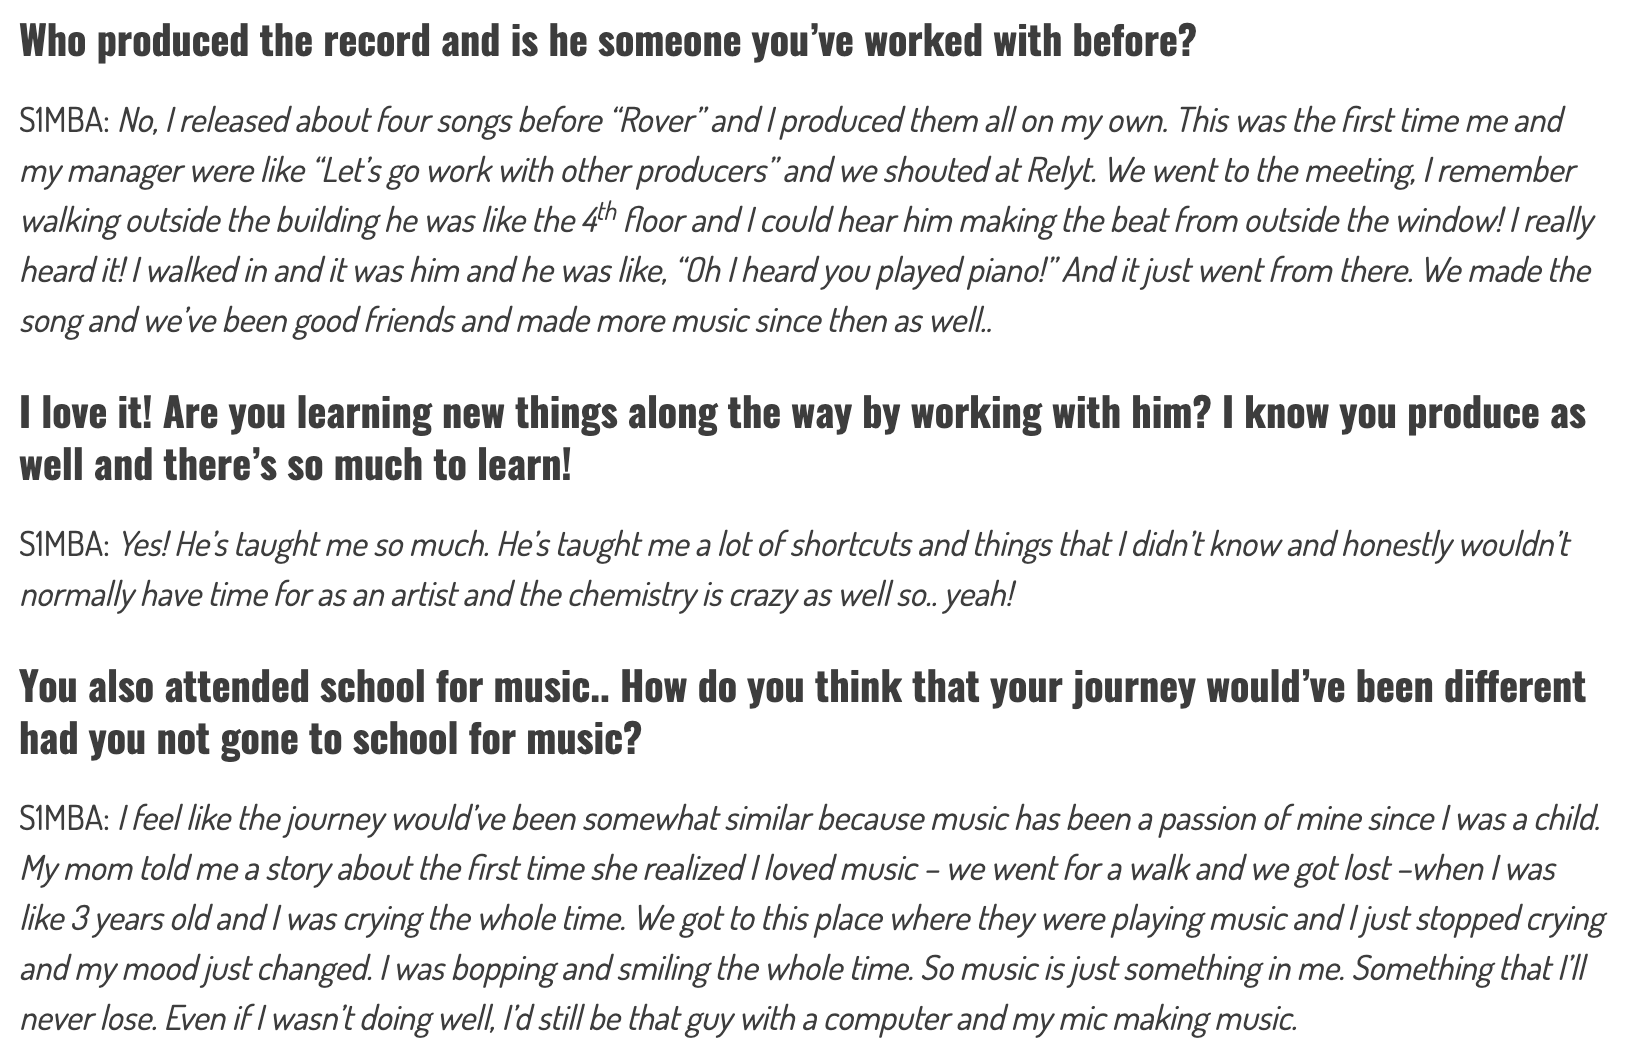 Who produced the record and is he someone you’ve worked with before?
S1MBA: No, I released about four songs before “Rover” and I produced them all on my own. This was the first time me and
my manager were like “Let’s go work with other producers” and we shouted at Relyt. We went to the meeting, I remember
walking outside the building he was like the 4th floor and I could hear him making the beat from outside the window! I really
heard it! I walked in and it was him and he was like, “Oh I heard you played piano!” And it just went from there. We made the
song and we’ve been good friends and made more music since then as well..
I love it! Are you learning new things along the way by working with him? I know you produce as
well and there’s so much to learn!
S1MBA: Yes! He’s taught me so much. He’s taught me a lot of shortcuts and things that I didn’t know and honestly wouldn’t
normally have time for as an artist and the chemistry is crazy as well so.. yeah!
You also attended school for music.. How do you think that your journey would’ve been different
had you not gone to school for music?
S1MBA: I feel like the journey would’ve been somewhat similar because music has been a passion of mine since I was a child.
My mom told me a story about the first time she realized I loved music – we went for a walk and we got lost –when I was
like 3 years old and I was crying the whole time. We got to this place where they were playing music and I just stopped crying
and my mood just changed. I was bopping and smiling the whole time. So music is just something in me. Something that I’ll
never lose. Even if I wasn’t doing well, I’d still be that guy with a computer and my mic making music.